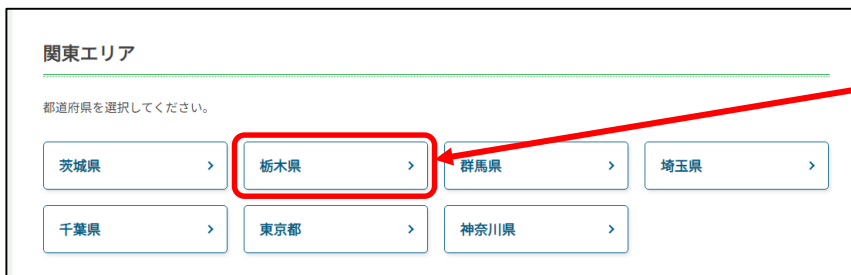 関東エリア
都道府県を選択してください。
茨城県 栃木県 群馬県 埼玉県
千葉県 東京都 神奈川県